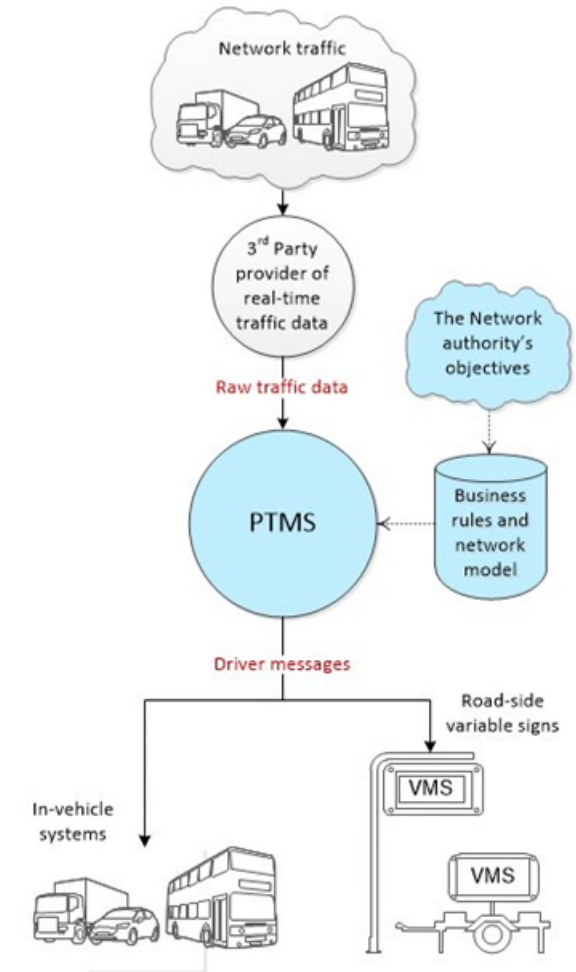 Network traffic
3rd Party
provider of
real-time
traffic data
The Network
authority's
objectives
Raw traffic data
Business
rules and
network
model
PTMS
Driver messages
Road-side
variable signs
VMS
In-vehicle
systems
VMS